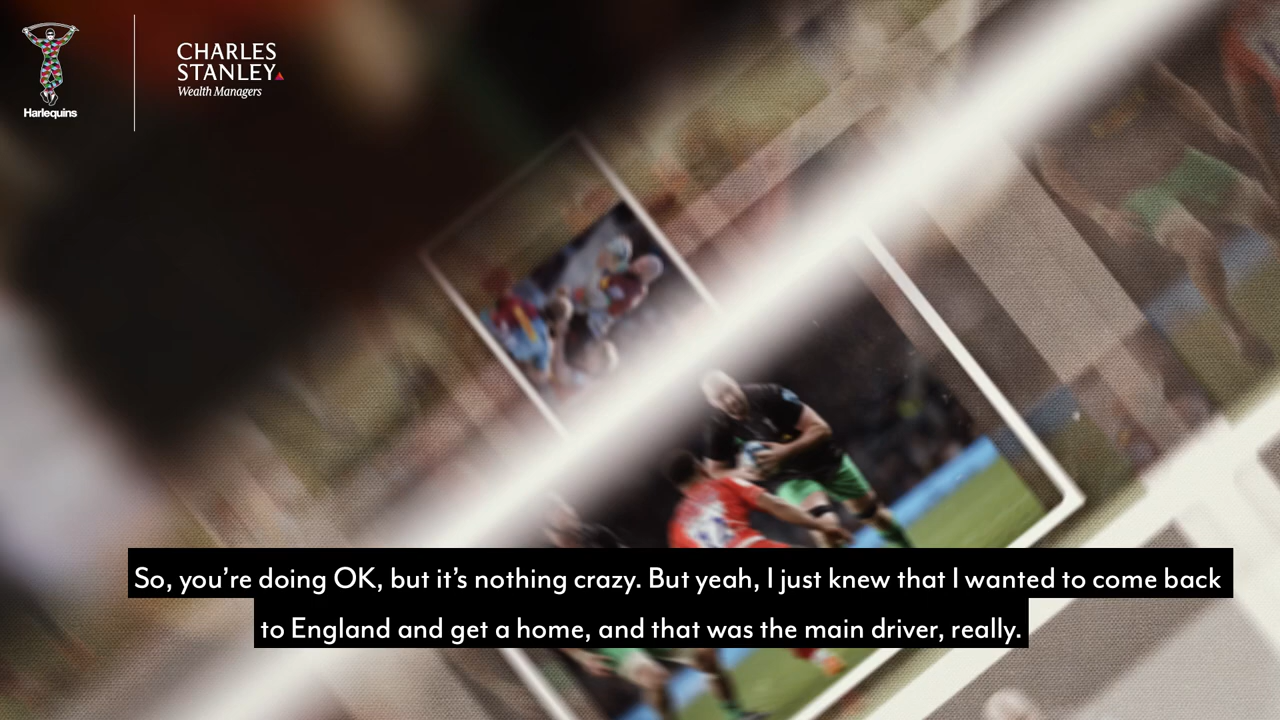 Harlequins
CHARLES
STANLEY
Wealth Managers
So, you’re doing OK, but it’s nothing crazy. But yeah, I just knew that I wanted to come back
to England and get a home, and that was the main driver, really.